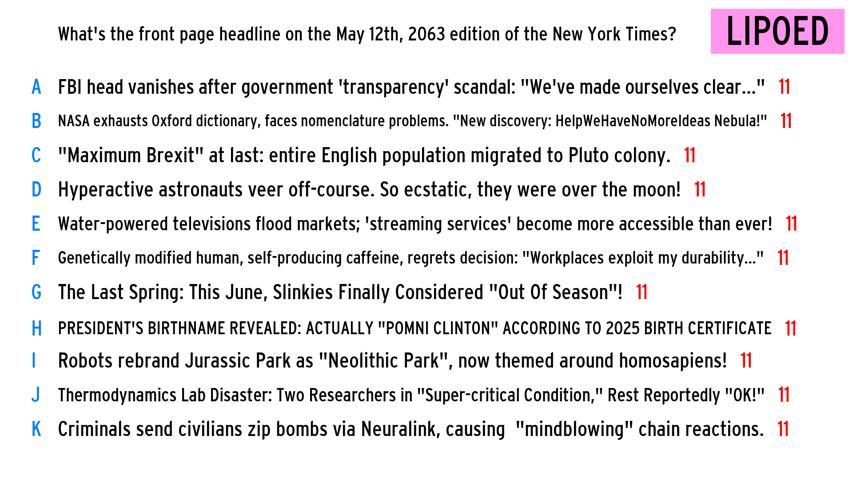 What's the front page headline on the May 12th, 2063 edition of the New York Times? LIPOED
A FBI head vanishes after government 'transparency' scandal: "We've made ourselves clear..." 11
B NASA exhausts Oxford dictionary, faces nomenclature problems. "New discovery: HelpWeHaveNoMoreIdeas Nebula!" 11
C "Maximum Brexit" at last: entire English population migrated to Pluto colony. 11
D Hyperactive astronauts veer off-course. So ecstatic, they were over the moon! 11
E Water-powered televisions flood markets; 'streaming services' become more accessible than ever! 11
F Genetically modified human, self-producing caffeine, regrets decision: "Workplaces exploit my durability..." 11
G The Last Spring: This June, Slinkies Finally Considered "Out Of Season"! 11
H PRESIDENT'S BIRTHNAME REVEALED: ACTUALLY "POMNI CLINTON" ACCORDING TO 2025 BIRTH CERTIFICATE 11
I Robots rebrand Jurassic Park as "Neolithic Park", now themed around homosapiens! 11
J Thermodynamics Lab Disaster: Two Researchers in "Super-critical Condition," Rest Reportedly "OK!" 11
K Criminals send civilians zip bombs via Neuralink, causing "mindblowing" chain reactions. 11